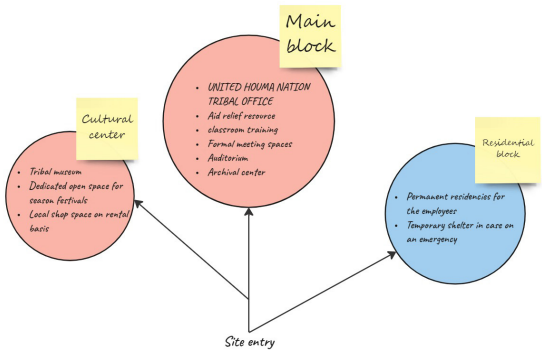 Main
block
UNITED HOUMA NATION
TRIBAL OFFICE
Aid relief resource
classroom training
Formal meeting spaces
Auditorium
Archival center
Cultural
center
Tribal museum
Dedicated open space for
season festivals
Local shop space on rental
basis
Residential
block
Permanent residencies for
the employees
Temporary shelter in case on
an emergency
Site entry